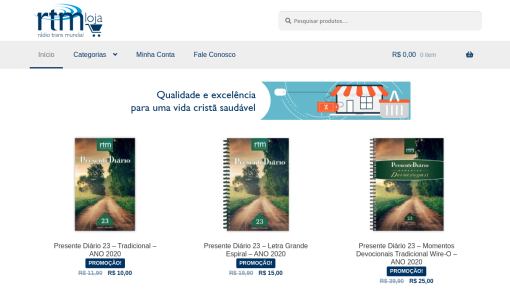 rtm loja
rádio trans mundial
Pesquisar produtos…
Início
Categorias
Minha Conta
Fale Conosco
R$ 0,00 0 item
Qualidade e excelência
para uma vida cristã saudável
rtm
Presente Diário
23
rtm
Presente Diário
23
rtm
Presente Diário
23
Presente Diário 23 – Tradicional –
ANO 2020
PROMOÇÃO!
R$ 11,90 R$ 10,00
Presente Diário 23 – Letra Grande
Espiral – ANO 2020
PROMOÇÃO!
R$ 19,90 R$ 15,00
Presente Diário 23 – Momentos
Devocionais Tradicional Wire-O –
ANO 2020
PROMOÇÃO!
R$ 29,90 R$ 25,00